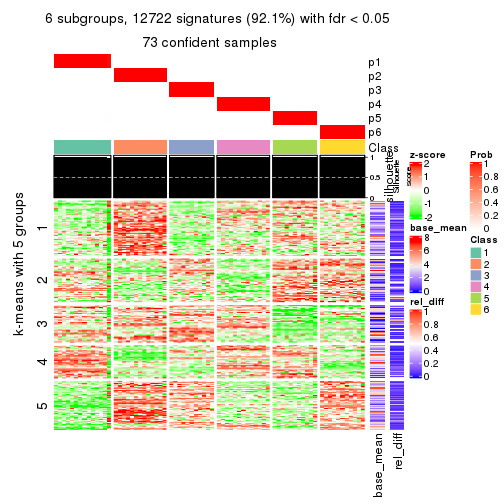 6 subgroups, 12722 signatures (92.1%) with fdr < 0.05
73 confident samples
p1
p2
p3
p4
p5
p6
Class
1
0.5
0
Silhouette
score
silhouette
k-means with 5 groups
1
2
3
4
5
base_mean
rel_diff
z-score
2
1
0
-1
-2
base_mean
8
6
4
2
0
rel_diff
1
0.8
0.6
0.4
0.2
0
Prob
1
0.8
0.6
0.4
0.2
0
Class
1
2
3
4
5
6